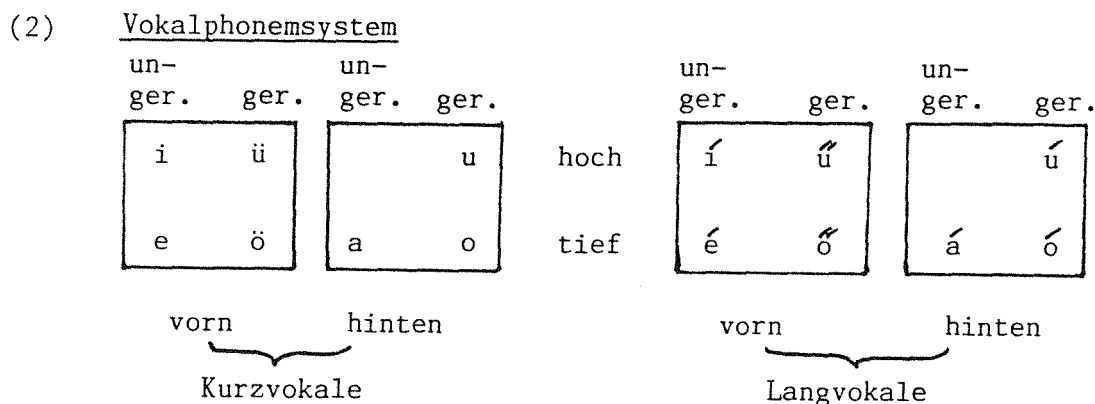 (2) Vokalphonemsystem
un- un- un- un-
ger. ger. ger. ger. ger. ger. ger. ger.
i ü u hoch í ű ú
e ö a o tief é ő á ó
vorn hinten vorn hinten
Kurzvokale Langvokale